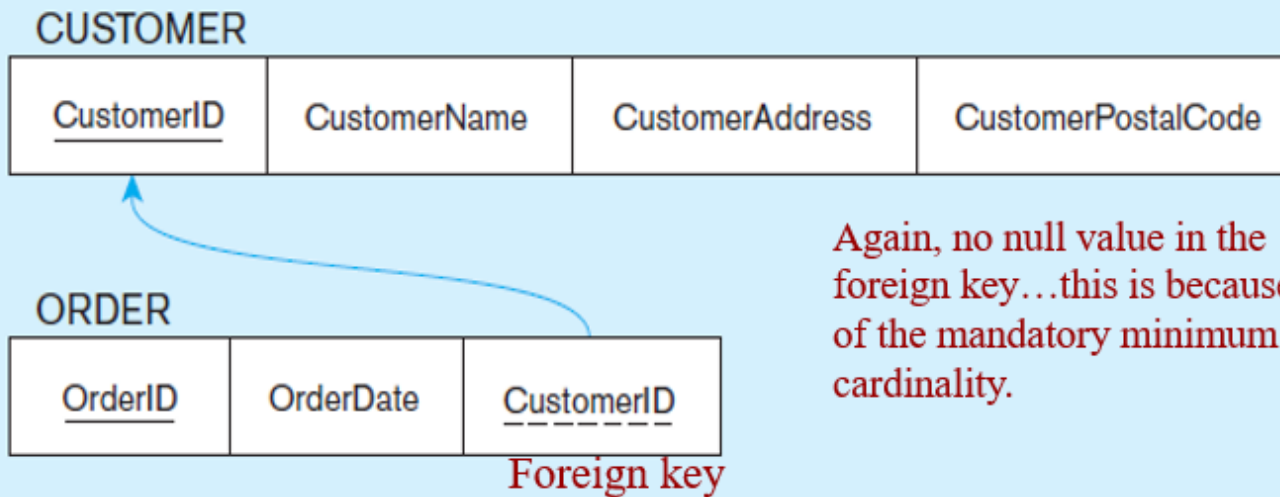 CUSTOMER
CustomerID CustomerName CustomerAddress CustomerPostalCode
Again, no null value in the
foreign key…this is because
of the mandatory minimum
cardinality.
ORDER
OrderID OrderDate CustomerID
Foreign key